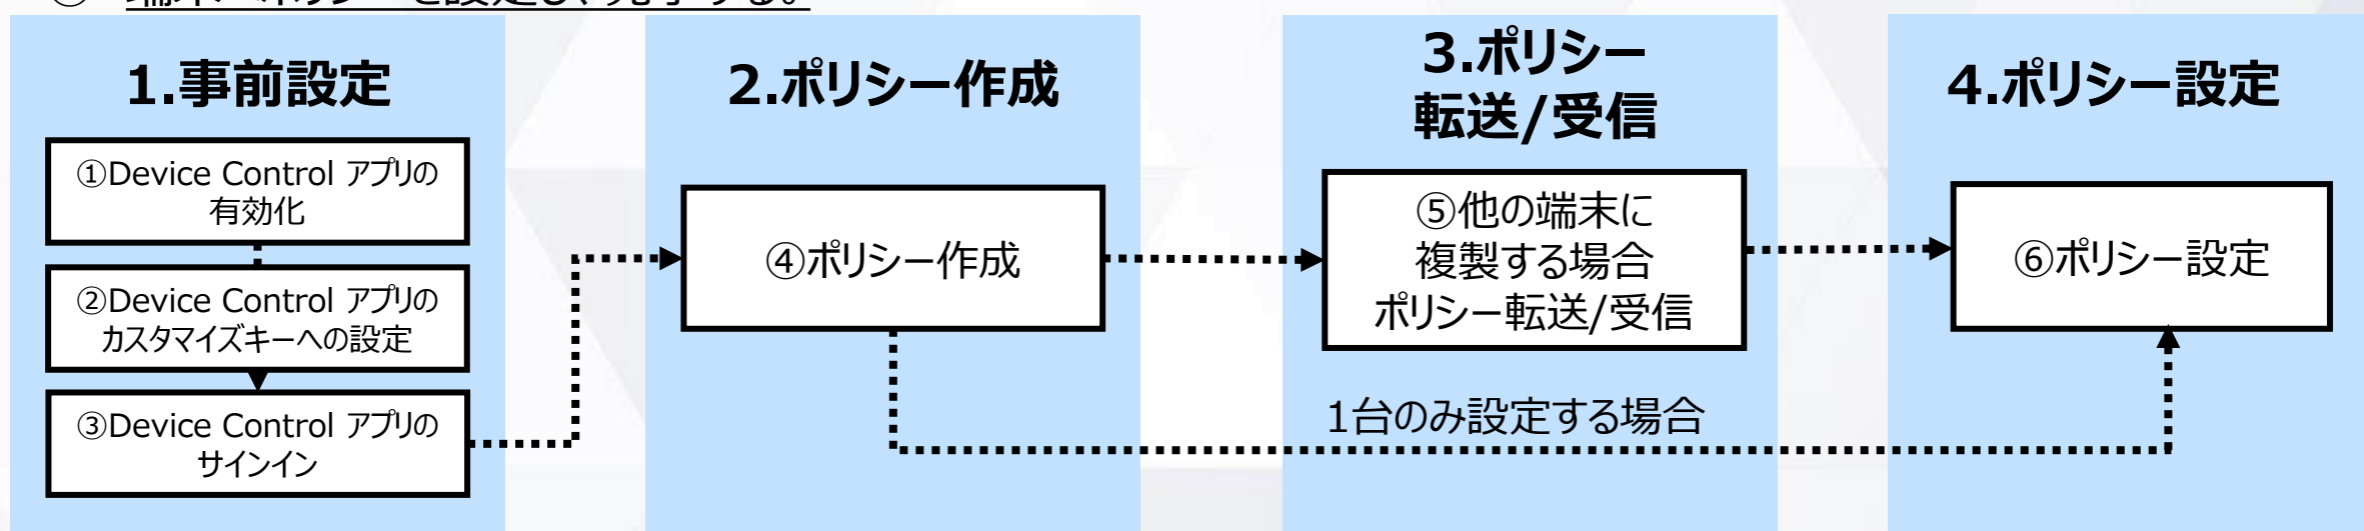 1.事前設定
①Device Control アプリの
有効化
②Device Control アプリの
カスタマイズキーへの設定
③Device Control アプリの
サインイン
2.ポリシー作成
④ポリシー作成
3.ポリシー
転送/受信
⑤他の端末に
複製する場合
ポリシー転送/受信
1台のみ設定する場合
4.ポリシー設定
⑥ポリシー設定